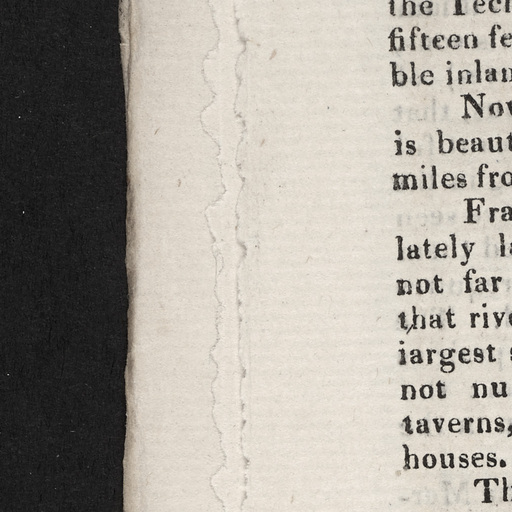 the Tech
fifteen fe
ble inlan
Nov
is beaut
miles fro
Fra
lately la
not far
that rive
iargest s
not nu
taverns,
houses.
Th